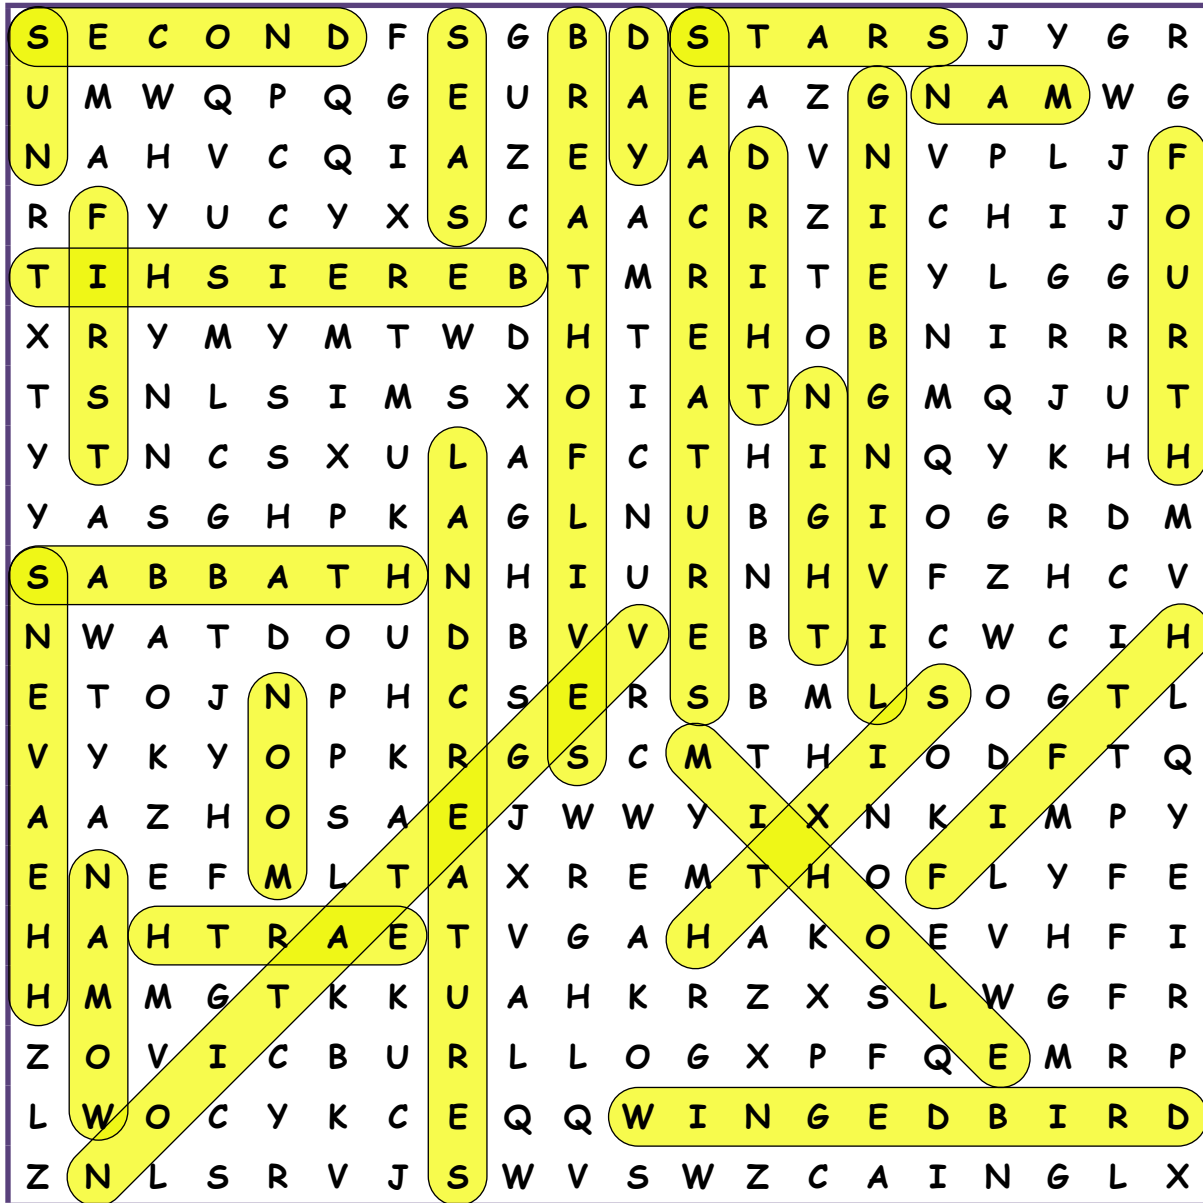 S E C O N D F S G B D S T A R S J Y G R
U M W Q P Q G E U R A E A Z G N A M W G
N A H V C Q I A Z E Y A D V N V P L J F
R F Y U C Y X S C A A C R Z I C H I J O
T I H S I E R E B T M R I T E Y L G G U
X R Y M Y M T W D H T E H O B N I R R R
T S N L S I M S X O I A T N G M Q J U T
Y T N C S X U L A F C T H I N Q Y K H H
Y A S G H P K A G L N U B G I O G R D M
S A B B A T H N H I U R N H V F Z H C V
N W A T D O U D B V V E B T I C W C I H
E T O J N P H C S E R S B M L S O G T L
V Y K Y O P K R G S C M T H I O D F T Q
A A Z H O S A E J W W Y I X N K I M P Y
E N E F M L T A X R E M T H O F L Y F E
H A H T R A E T V G A H A K O E V H F I
H M M G T K K U A H K R Z X S L W G F R
Z O V I C B U R L L O G X P F Q E M R P
L W O C Y K C E Q Q W I N G E D B I R D
Z N L S R V J S W V S W Z C A I N G L X